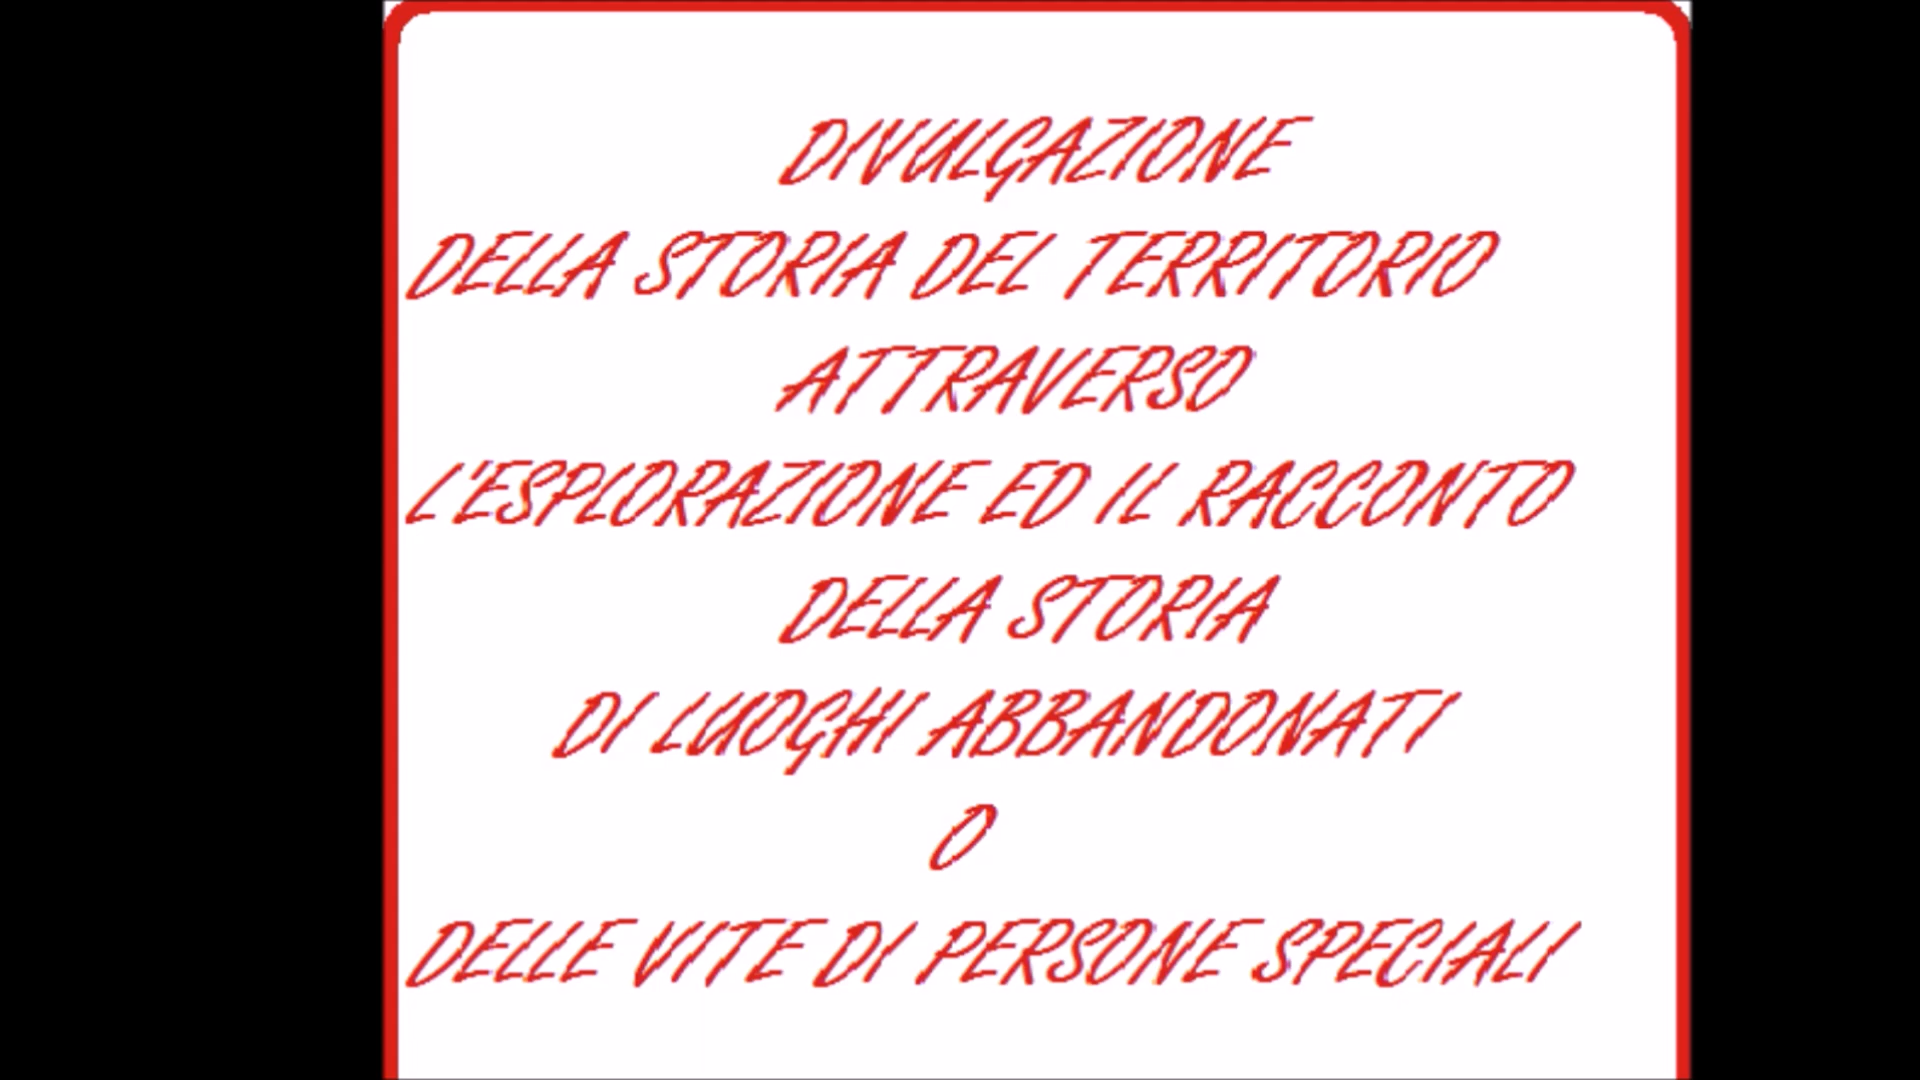 DIVULGAZIONE
DELLA STORIA DEL TERRITORIO
ATTRAVERSO
L'ESPLORAZIONE ED IL RACCONTO
DELLA STORIA
DI LUOGHI ABBANDONATI
O
DELLE VITE DI PERSONE SPECIALI